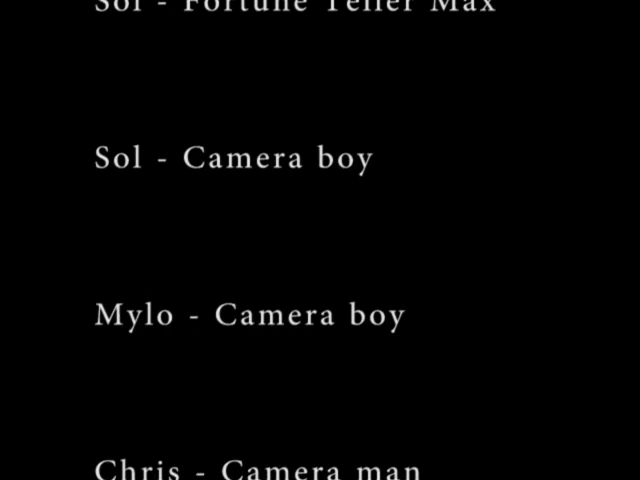 Sol - Fortune Teller Max
Sol - Camera boy
Mylo - Camera boy
Chris - Camera man